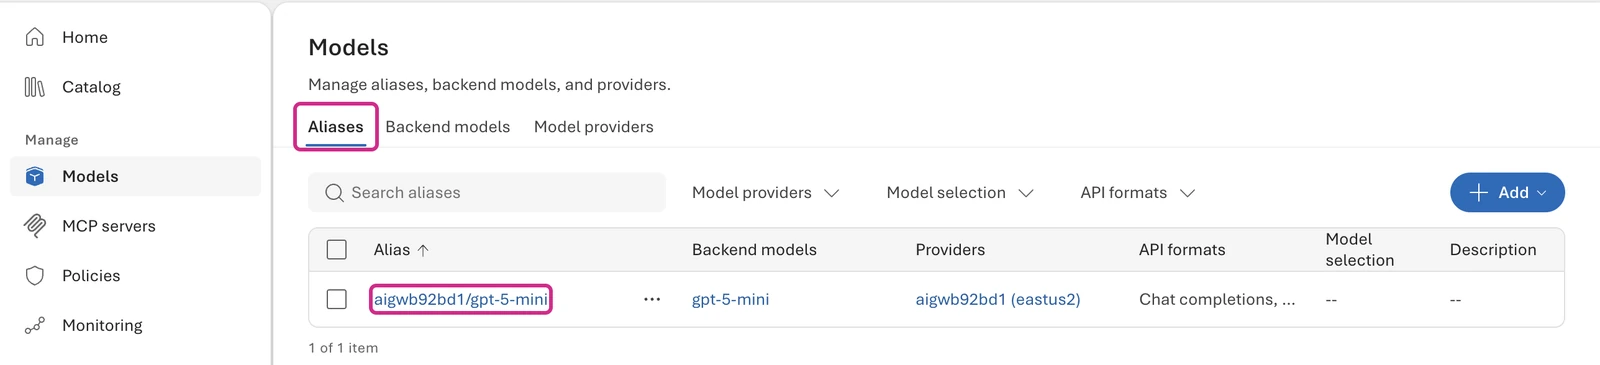 Home
Catalog
Manage
Models
MCP servers
Policies
Monitoring
Models
Manage aliases, backend models, and providers.
Aliases Backend models Model providers
Search aliases Model providers Model selection API formats Add
Alias Backend models Providers API formats Model selection Description
aigwb92bd1/gpt-5-mini ... gpt-5-mini aigwb92bd1 (eastus2) Chat completions, ... -- --
1 of 1 item